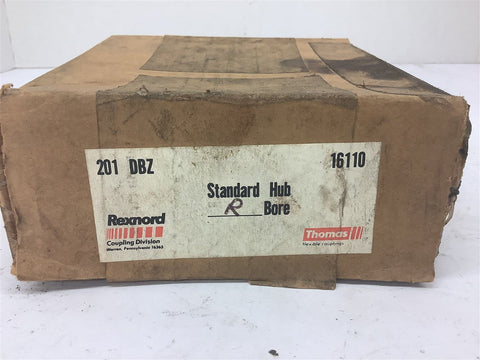 201 DBZ
16110
Standard Hub
R Bore
Rexnord
Coupling Division
Warren, Pennsylvania 16365
Thomas
flexible couplings